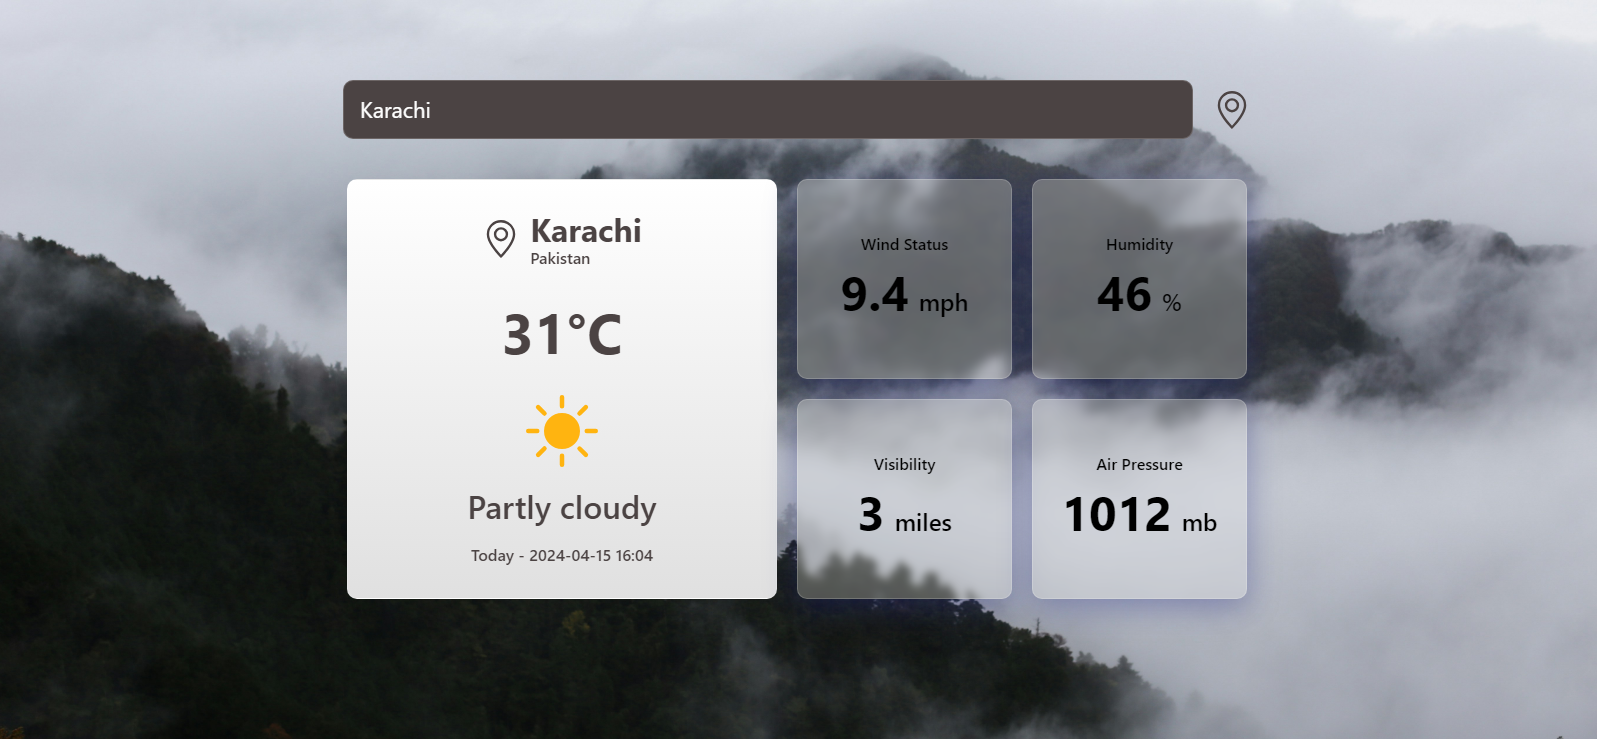 Karachi
Karachi
Pakistan
31°C
Partly cloudy
Today - 2024-04-15 16:04
Wind Status
9.4 mph
Humidity
46 %
Visibility
3 miles
Air Pressure
1012 mb